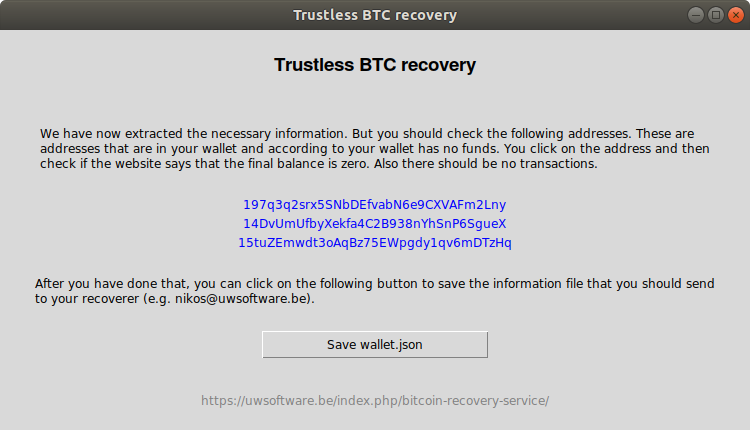 Trustless BTC recovery
Trustless BTC recovery
We have now extracted the necessary information. But you should check the following addresses. These are
addresses that are in your wallet and according to your wallet has no funds. You click on the address and then
check if the website says that the final balance is zero. Also there should be no transactions.
197q3q2srx5SNbDEfvabN6e9CXVAFm2Lny
14DvUmUfbyXekfa4C2B938nYhSnP6SgueX
15tuZEmwdt3oAqBz75EWpgdy1qv6mDTzHq
After you have done that, you can click on the following button to save the information file that you should send
to your recoverer (e.g. nikos@uwsoftware.be).
Save wallet.json
https://uwsoftware.be/index.php/bitcoin-recovery-service/